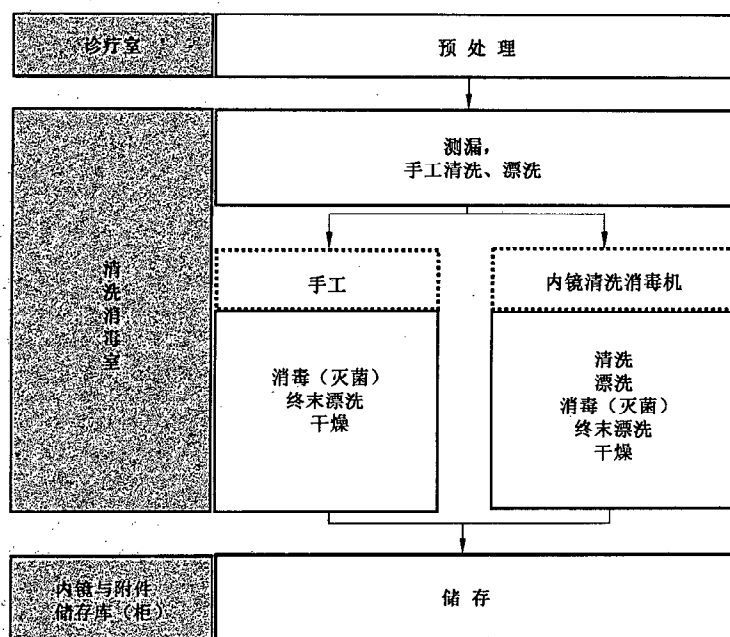 诊疗室
预处理
测漏，
手工清洗、漂洗
清洗消毒室
手工
内镜清洗消毒机
消毒（灭菌）
终末漂洗
干燥
清洗
漂洗
消毒（灭菌）
终末漂洗
干燥
内镜与附件
储存库（柜）
储存